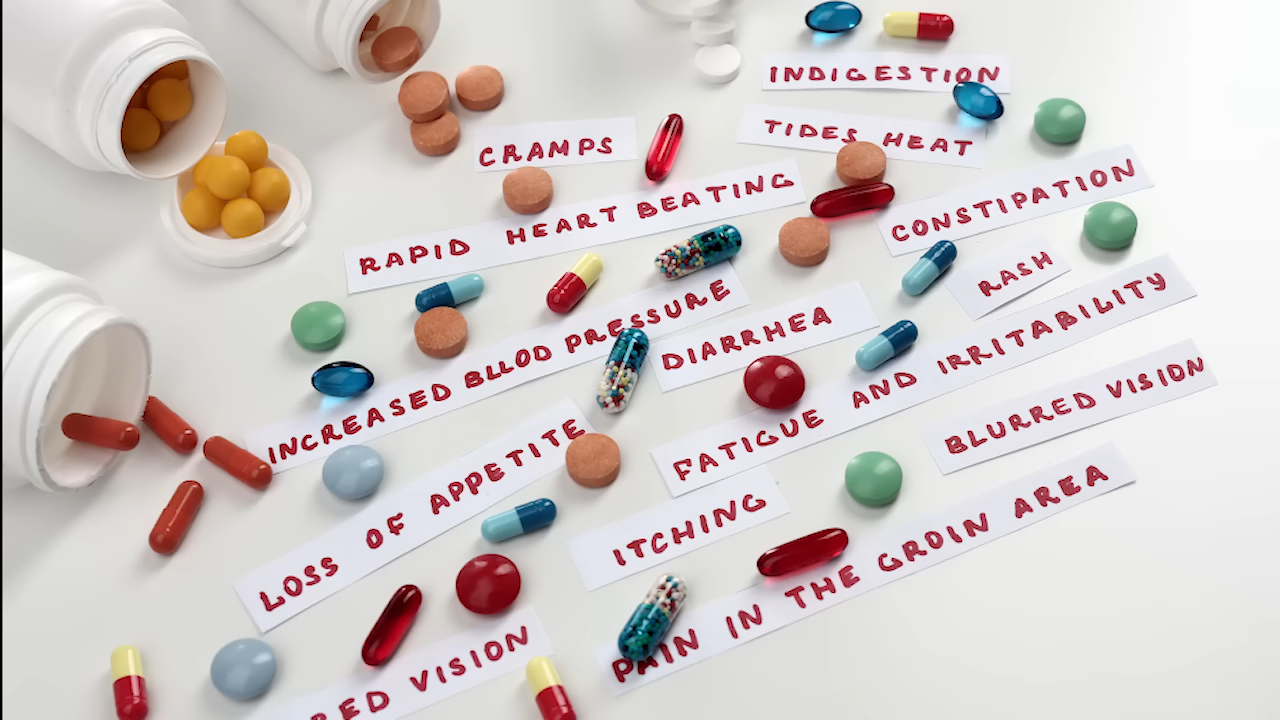 INDIGESTION
TIDES HEAT
CRAMPS
CONSTIPATION
RAPID HEART BEATING
RASH
INCREASED BLLOD PRESSURE
DIARRHEA
FATIGUE AND IRRITABILITY
BLURRED VISION
LOSS OF APPETITE
ITCHING
PAIN IN THE GROIN AREA
RED VISION